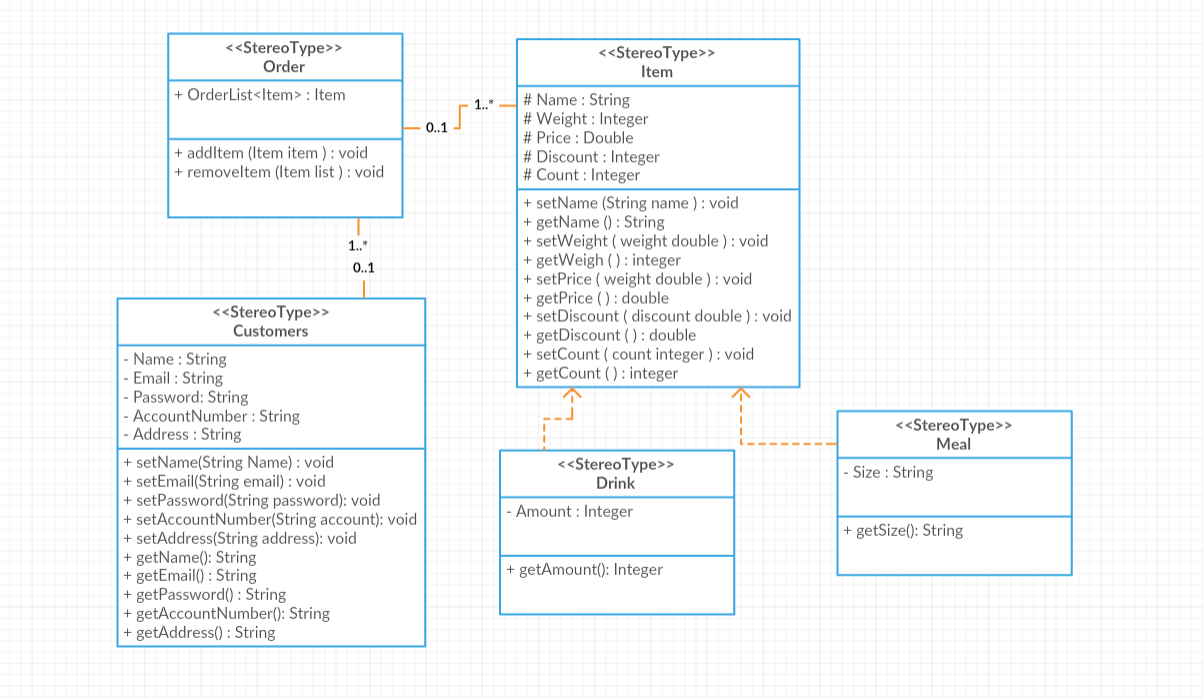 <<StereoType>>
Order
+ OrderList<Item> : Item
+ addItem (Item item ) : void
+ removeItem (Item list ) : void
0..1
1..*
<<StereoType>>
Item
# Name : String
# Weight : Integer
# Price : Double
# Discount : Integer
# Count : Integer
+ setName (String name ) : void
+ getName () : String
+ setWeight ( weight double ) : void
+ getWeigh ( ) : integer
+ setPrice ( weight double ) : void
+ getPrice ( ) : double
+ setDiscount ( discount double ) : void
+ getDiscount ( ) : double
+ setCount ( count integer ) : void
+ getCount ( ) : integer
1..*
0..1
<<StereoType>>
Customers
- Name : String
- Email : String
- Password: String
- AccountNumber : String
- Address : String
+ setName(String Name) : void
+ setEmail(String email) : void
+ setPassword(String password): void
+ setAccountNumber(String account): void
+ setAddress(String address): void
+ getName(): String
+ getEmail() : String
+ getPassword() : String
+ getAccountNumber(): String
+ getAddress() : String
<<StereoType>>
Drink
- Amount : Integer
+ getAmount(): Integer
<<StereoType>>
Meal
- Size : String
+ getSize(): String